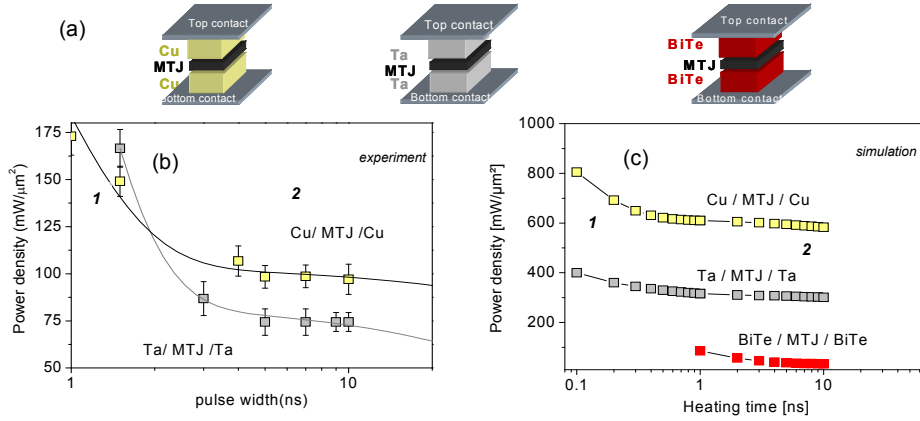 (a)
Top contact
Cu
MTJ
Cu
Bottom contact
Top contact
Ta
MTJ
Ta
Bottom contact
Top contact
BiTe
MTJ
BiTe
Bottom contact
(b)
experiment
Power density (mW/μm²)
175
150
125
100
75
50
1
2
Cu/ MTJ /Cu
Ta/ MTJ /Ta
1
10
pulse width(ns)
(c)
simulation
Power density [mW/μm²]
1000
800
600
400
200
1
2
Cu / MTJ / Cu
Ta / MTJ / Ta
BiTe / MTJ / BiTe
0.1
1
10
Heating time [ns]